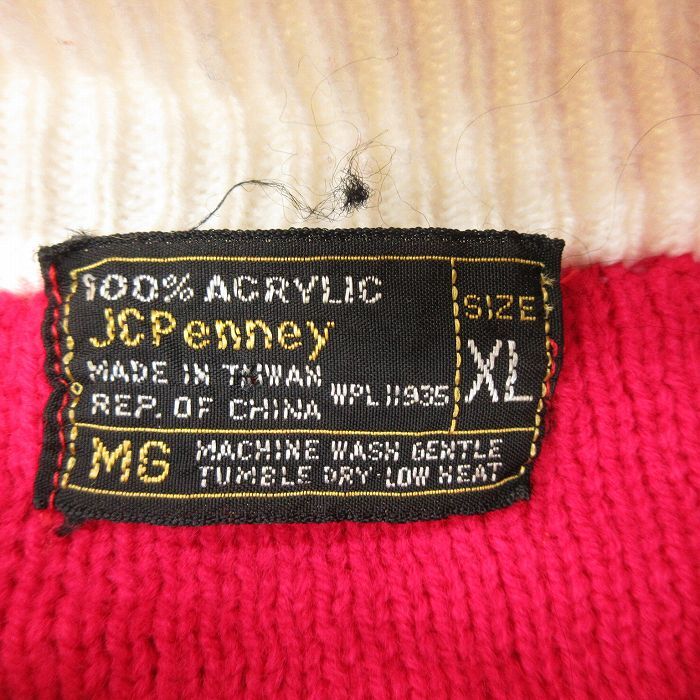 100% ACRYLIC
JCPenney
MADE IN TAIWAN
REP. OF CHINA
WPL 11935
SIZE
XL
MG
MACHINE WASH GENTLE
TUMBLE DRY·LOW HEAT